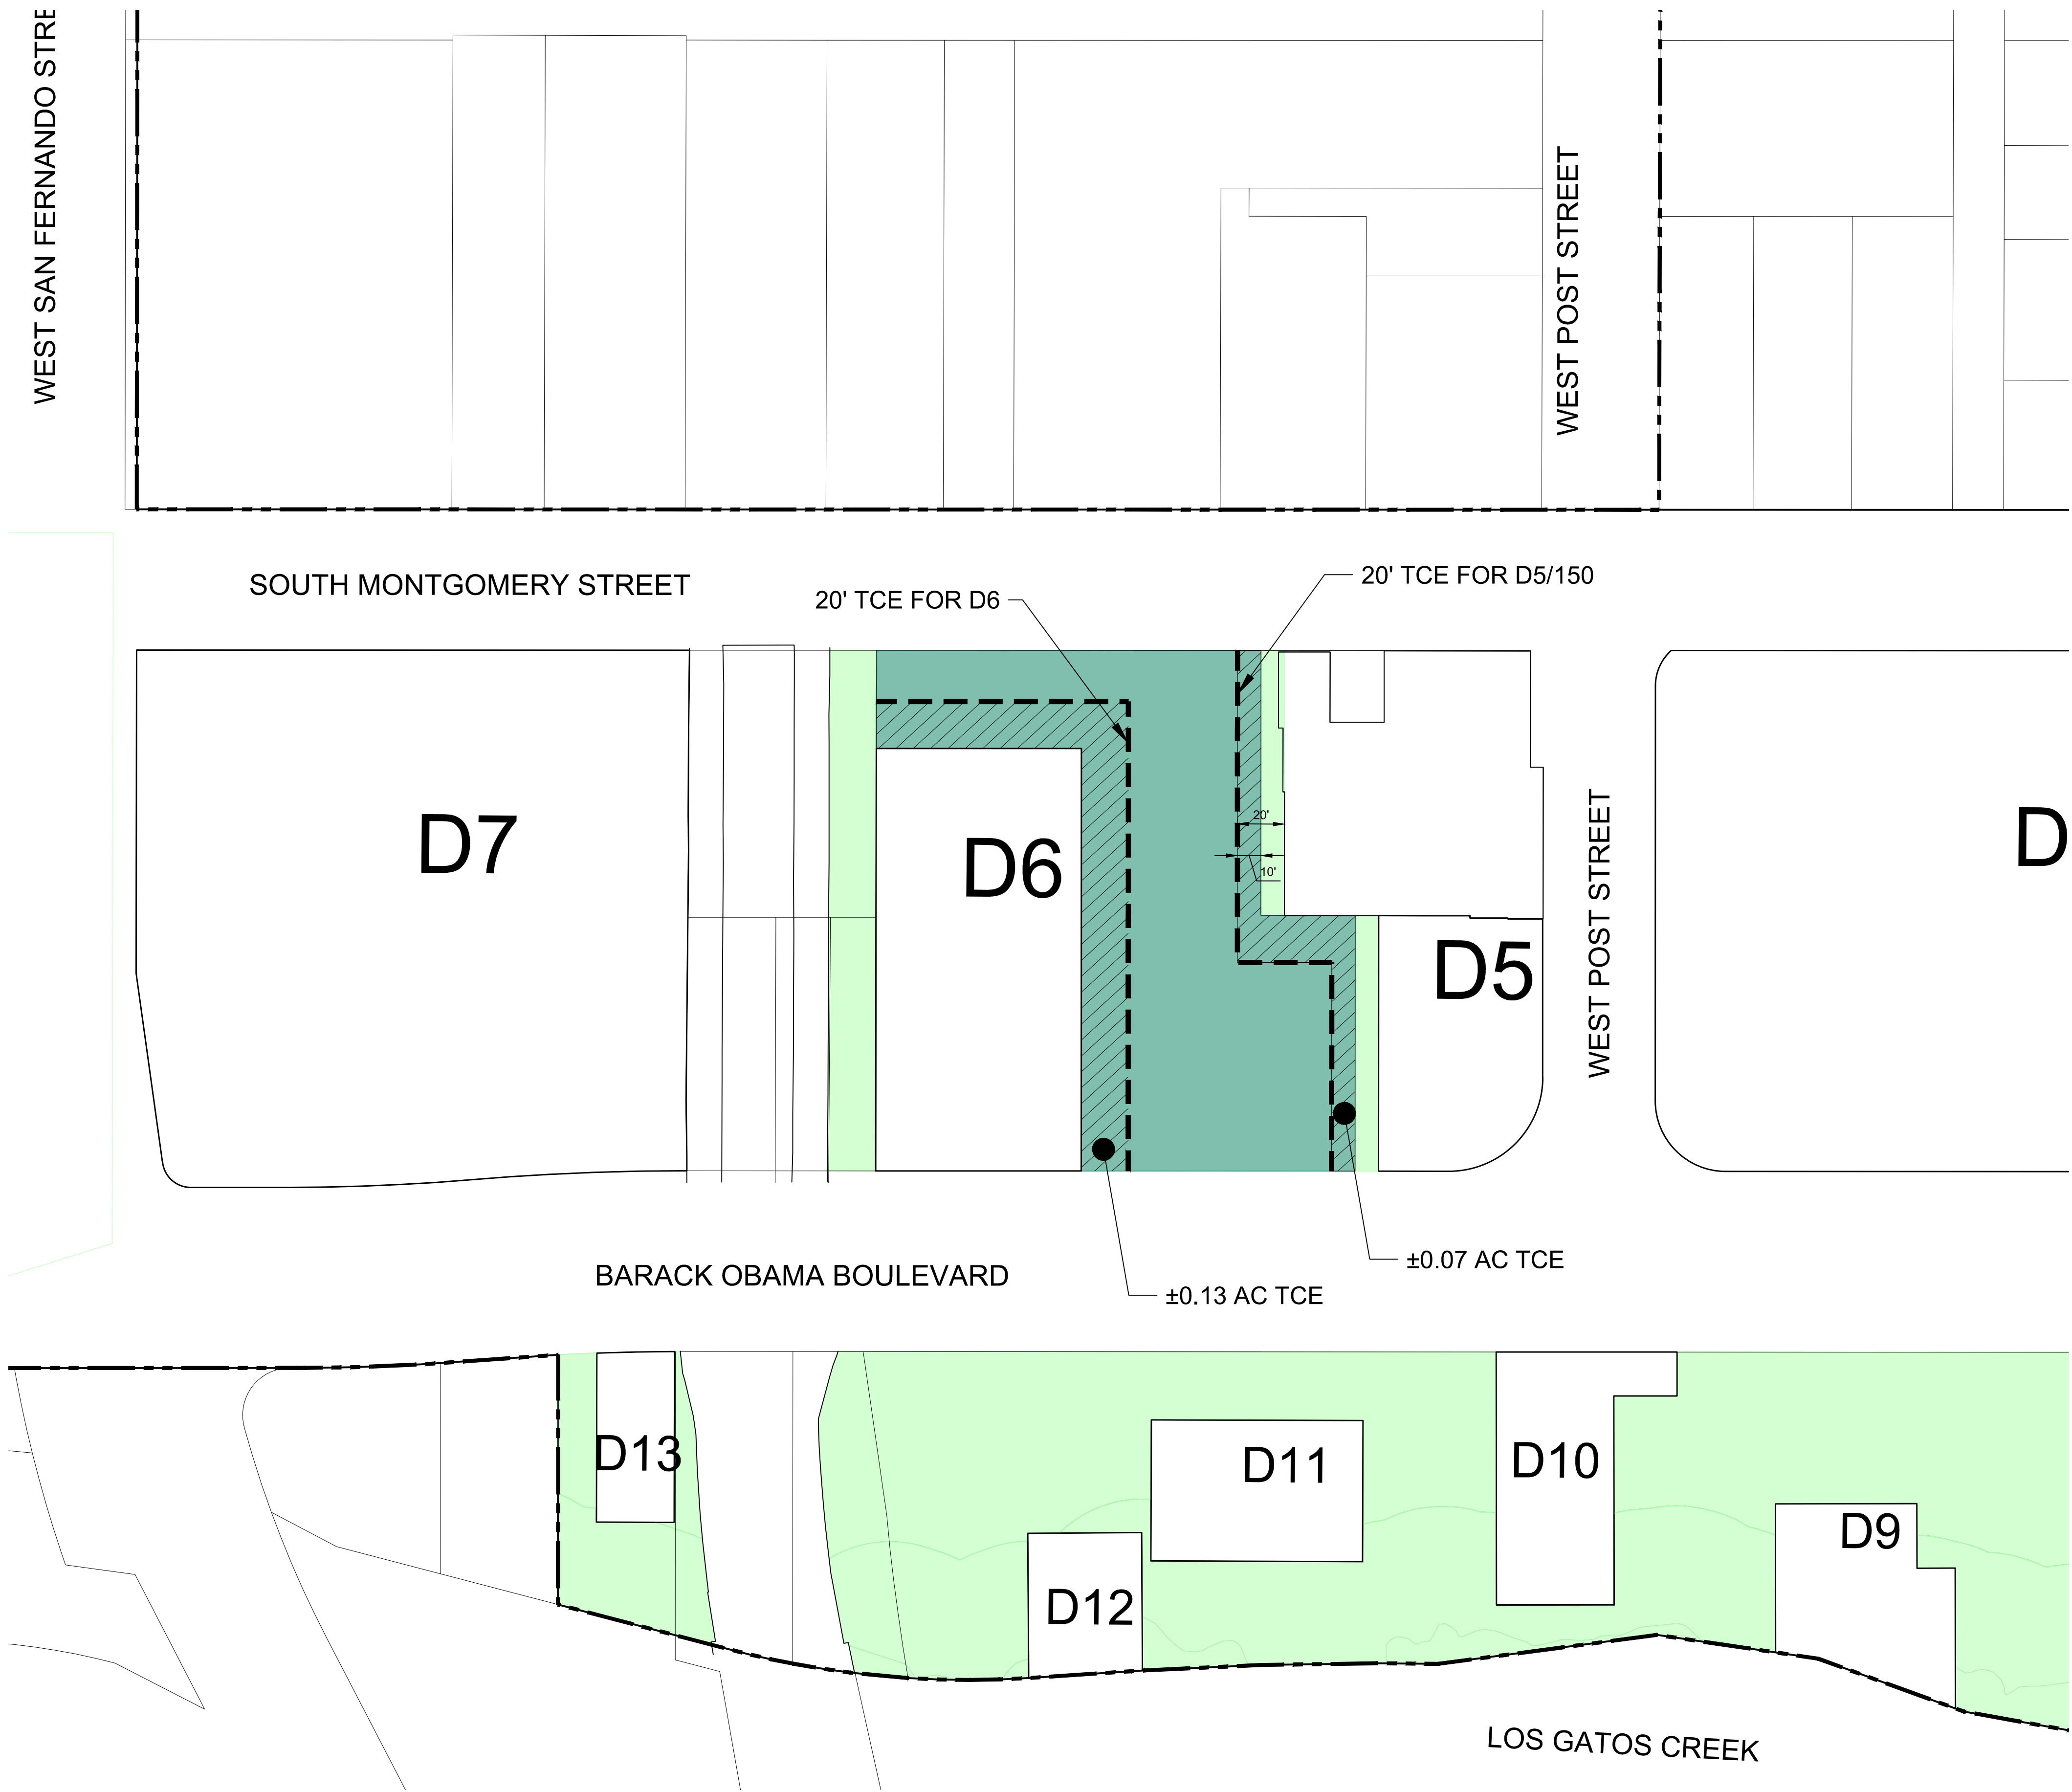 WEST SAN FERNANDO STRE
WEST POST STREET
SOUTH MONTGOMERY STREET
20' TCE FOR D6
20' TCE FOR D5/150
D7
D6
20'
10'
D5
WEST POST STREET
D
BARACK OBAMA BOULEVARD
±0.13 AC TCE
±0.07 AC TCE
D13
D11
D10
D9
D12
LOS GATOS CREEK